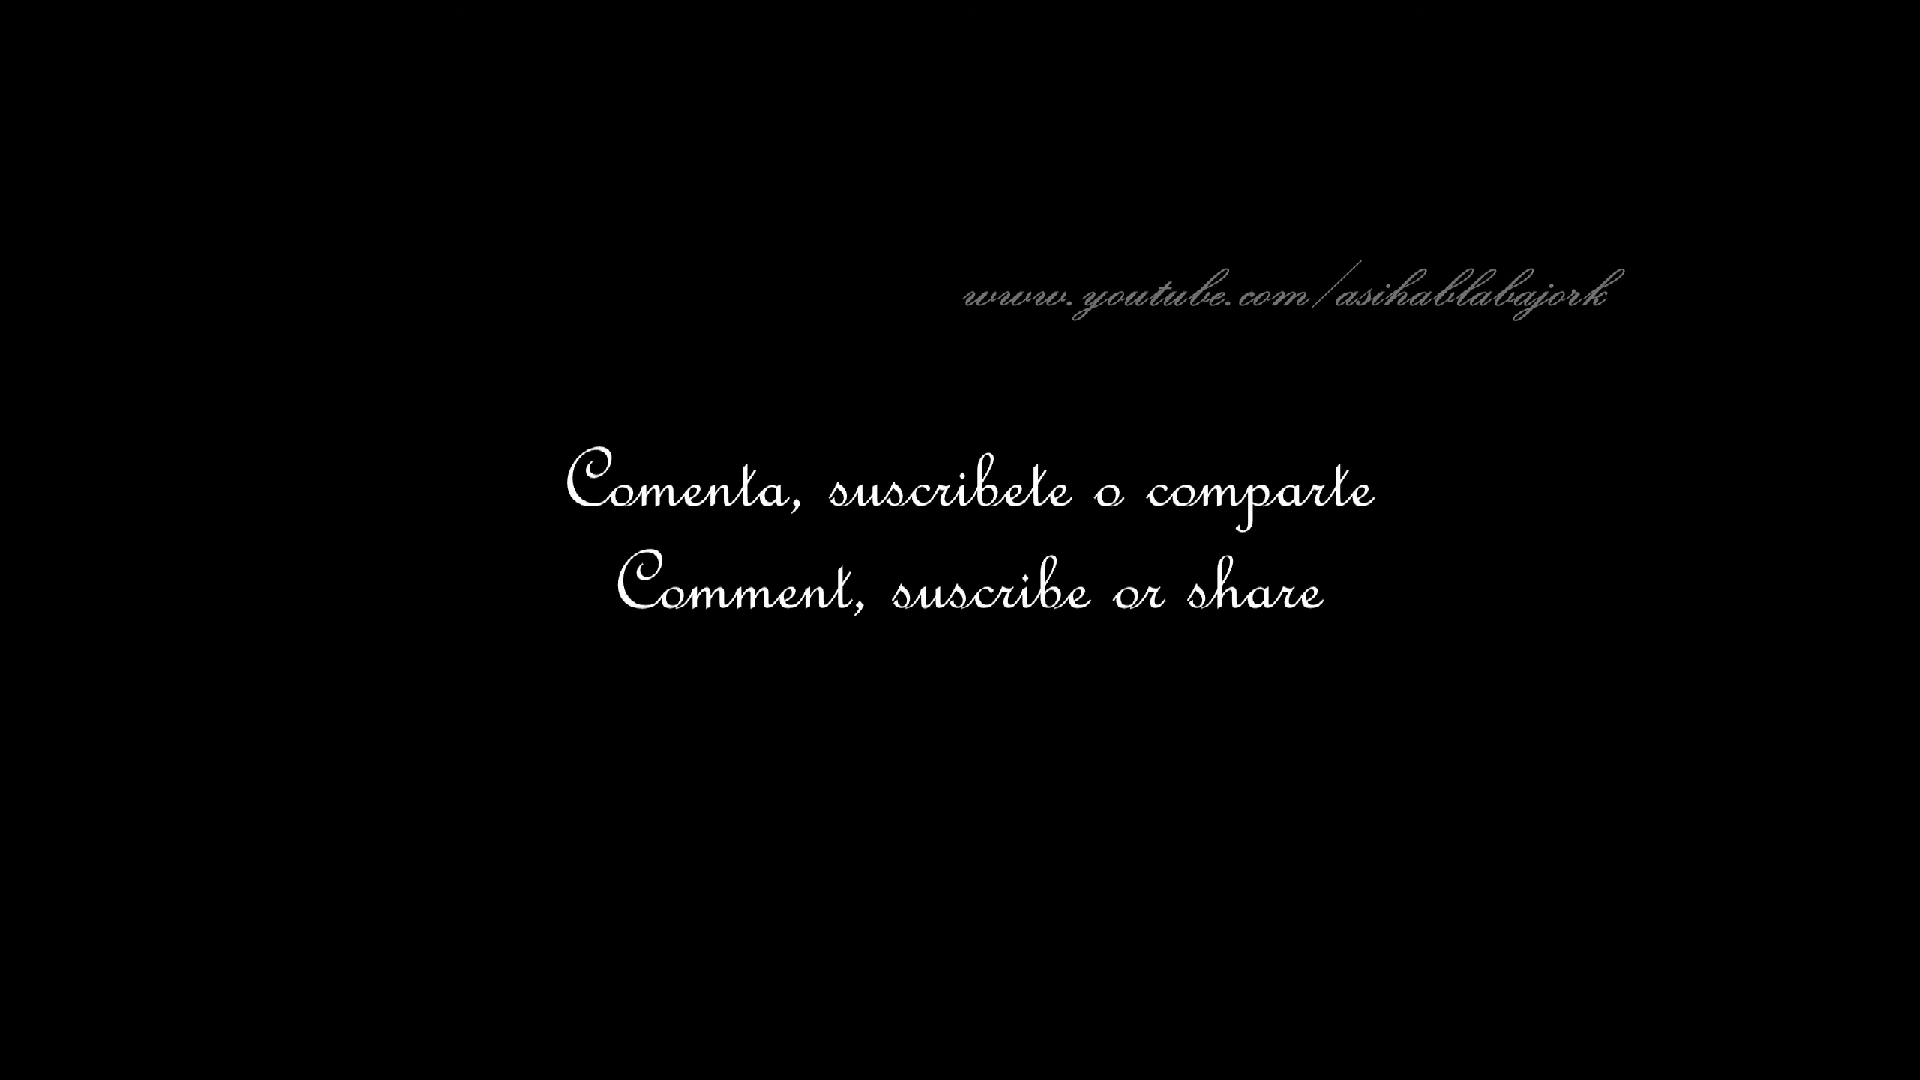 www.youtube.com/asihablabajork
Comenta, suscribete o comparte
Comment, suscribe or share